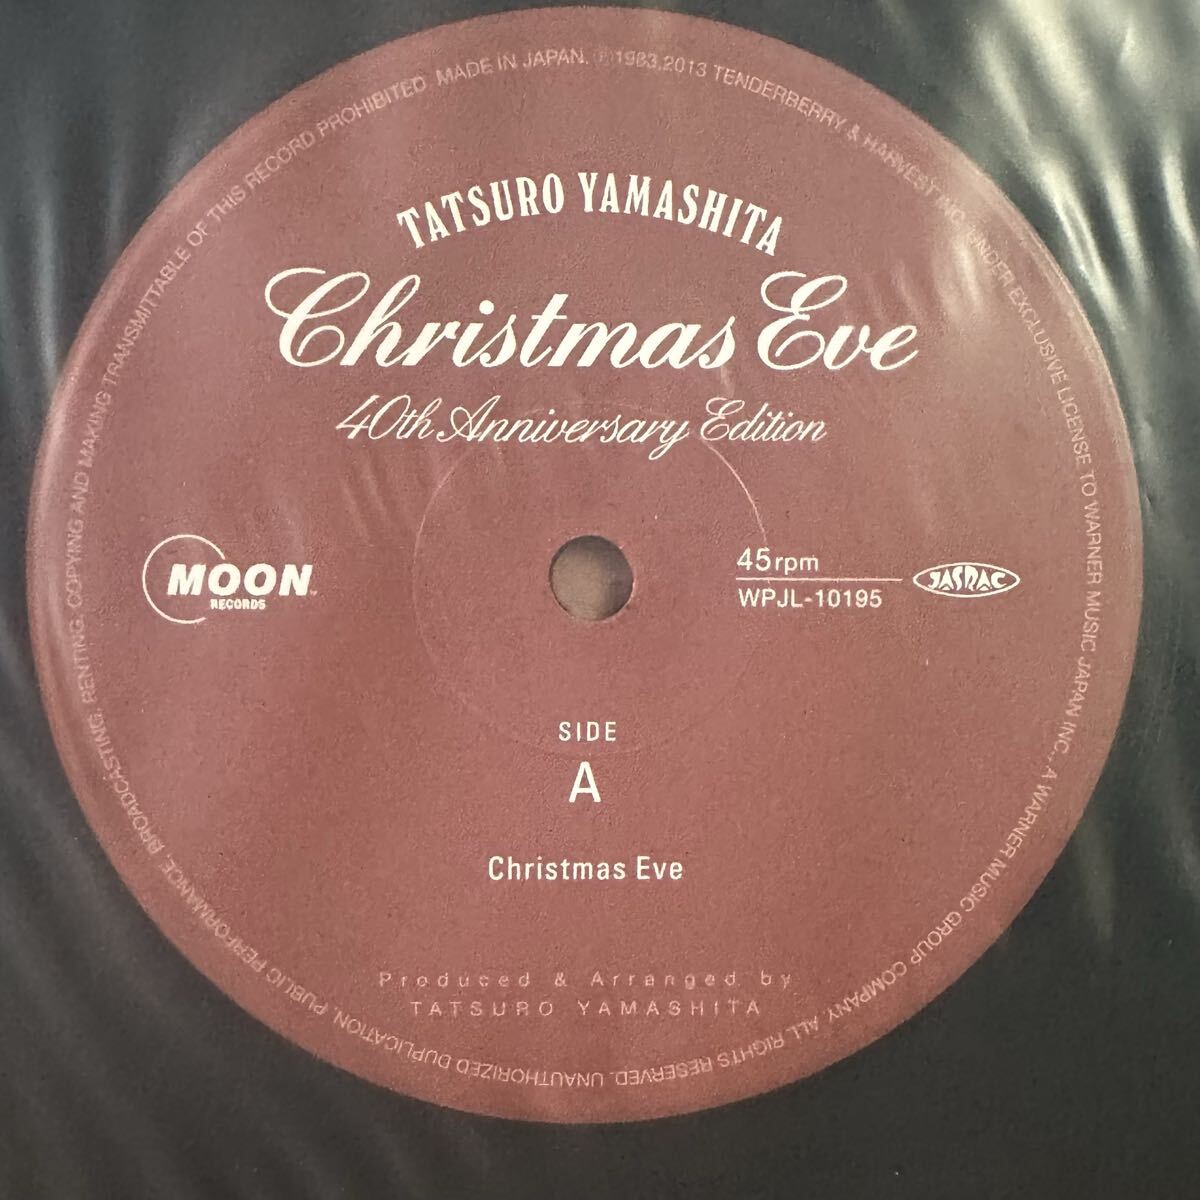 TATSURO YAMASHITA
Christmas Eve
40th Anniversary Edition
MOON
RECORDS
TM
45rpm
WPJL-10195
JASRAC
SIDE
A
Christmas Eve
Produced & Arranged by
TATSURO YAMASHITA
MADE IN JAPAN. ℗1983,2013 TENDERBERRY & HARVEST INC. UNDER EXCLUSIVE LICENSE TO WARNER MUSIC JAPAN INC., A WARNER MUSIC GROUP COMPANY. ALL RIGHTS RESERVED. UNAUTHORIZED DUPLICATION, PUBLIC PERFORMANCE, BROADCASTING, RENTING, COPYING AND MAKING TRANSMITTABLE OF THIS RECORD PROHIBITED.